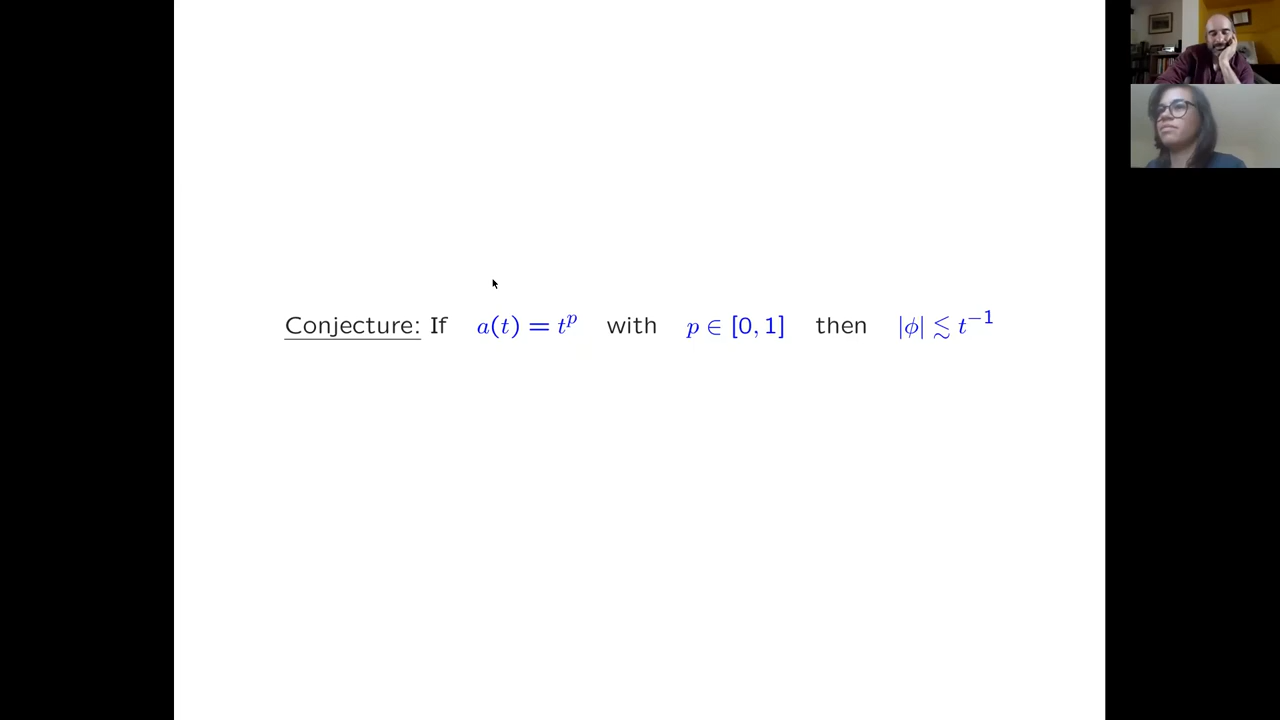 Conjecture: If a(t) = t^p with p ∈ [0, 1] then |ϕ| ≲ t^{-1}